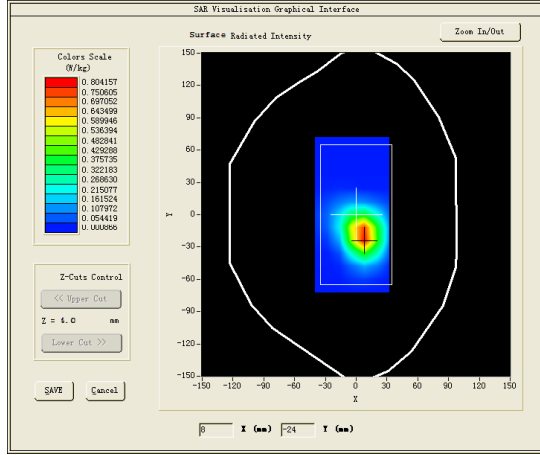 SAR Visualisation Graphical Interface
Surface Radiated Intensity
Zoom In/Out
Colors Scale
(W/kg)
0.804157
0.750605
0.697052
0.643499
0.589946
0.536394
0.482841
0.429288
0.375735
0.322183
0.268630
0.215077
0.161524
0.107972
0.054419
0.000866
150
120
90
60
30
0
-30
-60
-90
-120
-150
Y
-150 -120 -90 -60 -30 0 30 60 90 120 150
X
Z-Cuts Control
<< Upper Cut
Z = 4.0 mm
Lower Cut >>
SAVE Cancel
8 X (mm) -24 Y (mm)